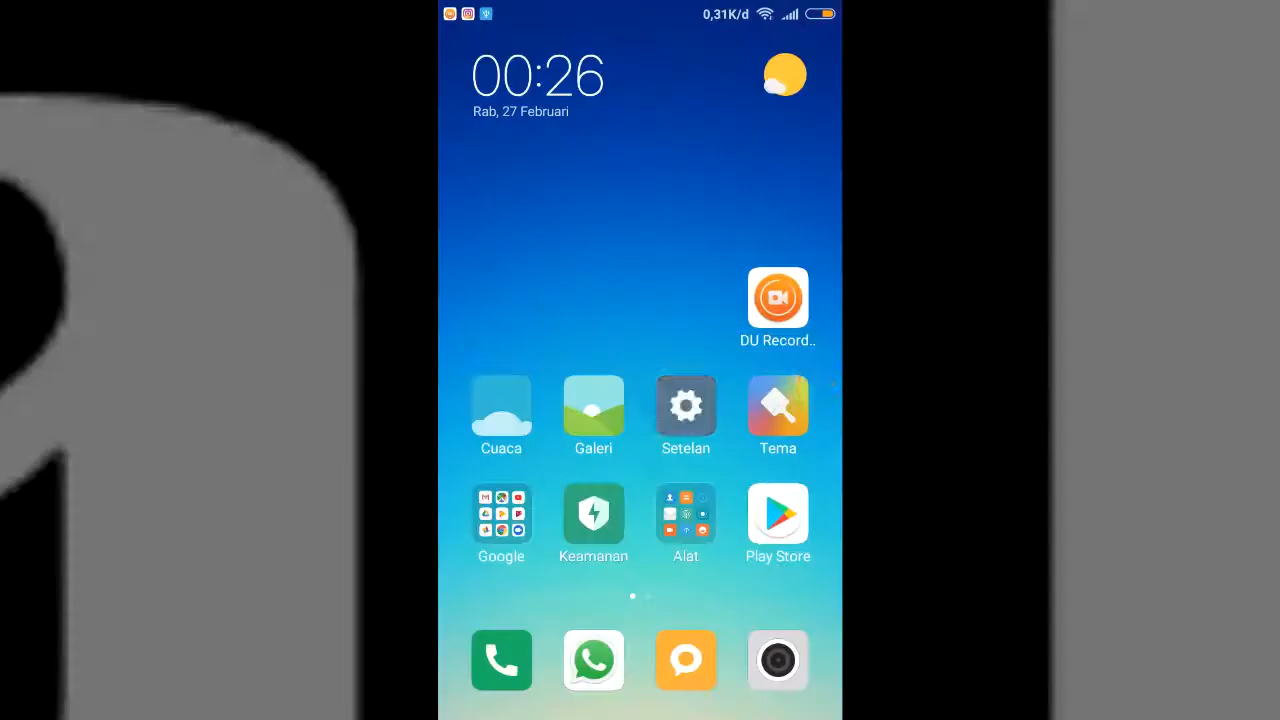 0,31K/d
00:26
Rab, 27 Februari
DU Record..
Cuaca
Galeri
Setelan
Tema
Google
Keamanan
Alat
Play Store